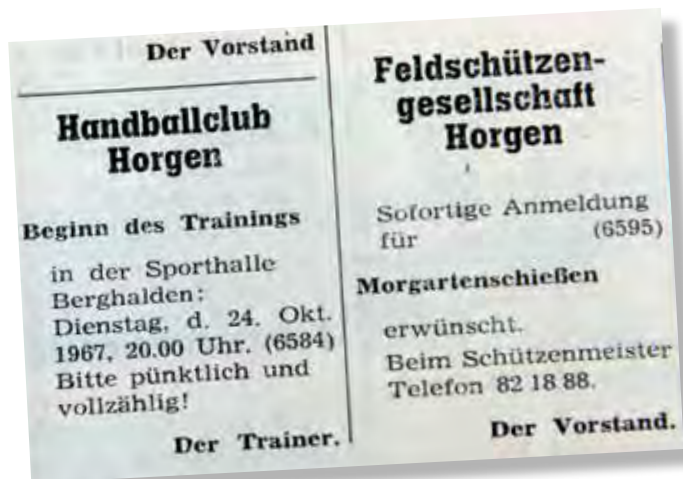 Der Vorstand
Handballclub
Horgen
Beginn des Trainings
in der Sporthalle
Berghalden:
Dienstag, d. 24. Okt.
1967, 20.00 Uhr. (6584)
Bitte pünktlich und
vollzählig!
Der Trainer.
Feldschützen-
gesellschaft
Horgen
Sofortige Anmeldung
für (6595)
Morgartenschießen
erwünscht.
Beim Schützenmeister
Telefon 82 18 88.
Der Vorstand.